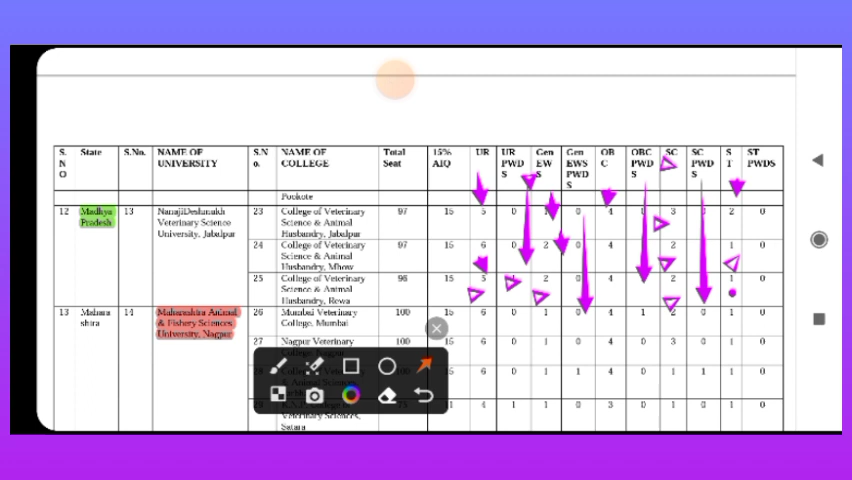 S. N O State S.No. NAME OF UNIVERSITY S.N o. NAME OF COLLEGE Total Seat 15% AIQ UR UR PWD S Gen EW S Gen EWS PWD S OB C OBC PWD S SC SC PWD S S T ST PWDS
Pookote
12 Madhya Pradesh 13 NanajiDeshmukh Veterinary Science University, Jabalpur 23 College of Veterinary Science & Animal Husbandry, Jabalpur 97 15 5 0 0 4 3 2 0
24 College of Veterinary Science & Animal Husbandry, Mhow 97 15 6 0 2 4 2 1 0
25 College of Veterinary Science & Animal Husbandry, Rewa 96 15 5 2 0 4 2 1 0
13 Mahara shtra 14 Maharashtra Animal & Fishery Sciences University, Nagpur 26 Mumbai Veterinary College, Mumbai 100 15 6 0 1 0 4 1 2 0 1 0
27 Nagpur Veterinary 100 15 6 0 1 0 4 0 3 0 1 0
15 6 0 1 1 4 0 1 1 1 0
4 1 1 0 3 0 1 0 1 0
Veterinary Sciences,
Satara